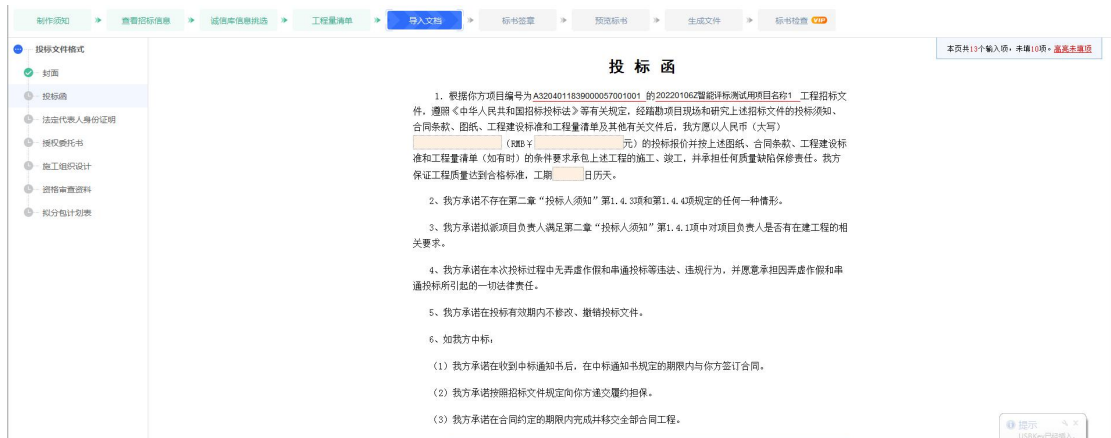 制作须知 查看招标信息 诚信库信息挑选 工程量清单 导入文档 标书签章 预览标书 生成文件 标书检查 VIP
投标文件格式
封面
投标函
法定代表人身份证明
授权委托书
施工组织设计
资格审查资料
拟分包计划表
本页共13个输入项，未填10项。高亮未填项
投标函
1. 根据你方项目编号为A3204011839000057001001 的20220106Z智能评标测试用项目名称1 工程招标文
件，遵照《中华人民共和国招标投标法》等有关规定，经踏勘项目现场和研究上述招标文件的投标须知、
合同条款、图纸、工程建设标准和工程量清单及其他有关文件后，我方愿以人民币（大写）
（RMB￥ 元）的投标报价并按上述图纸、合同条款、工程建设标
准和工程量清单（如有时）的条件要求承包上述工程的施工、竣工，并承担任何质量缺陷保修责任。我方
保证工程质量达到合格标准，工期 日历天。
2、我方承诺不存在第二章“投标人须知”第1.4.3项和第1.4.4项规定的任何一种情形。
3、我方承诺拟派项目负责人满足第二章“投标人须知”第1.4.1项中对项目负责人是否有在建工程的相
关要求。
4、我方承诺在本次投标过程中无弄虚作假和串通投标等违法、违规行为，并愿意承担因弄虚作假和串
通投标所引起的一切法律责任。
5、我方承诺在投标有效期内不修改、撤销投标文件。
6、如我方中标：
（1）我方承诺在收到中标通知书后，在中标通知书规定的期限内与你方签订合同。
（2）我方承诺按照招标文件规定向你方递交履约担保。
（3）我方承诺在合同约定的期限内完成并移交全部合同工程。
提示